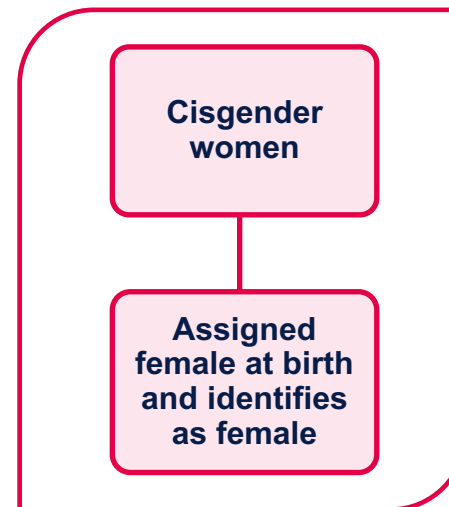 Cisgender
women
Assigned
female at birth
and identifies
as female